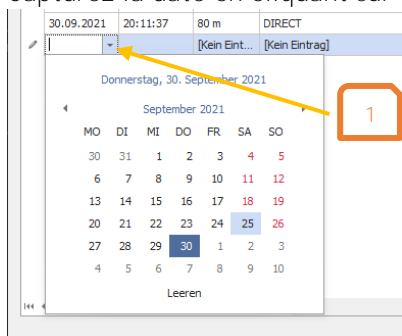 capturez la date en cliquant sur
30.09.2021 20:11:37 80 m DIRECT
[Kein Eint... [Kein Eintrag]
Donnerstag, 30. September 2021
September 2021
1
MO DI MI DO FR SA SO
30 31 1 2 3 4 5
6 7 8 9 10 11 12
13 14 15 16 17 18 19
20 21 22 23 24 25 26
27 28 29 30 1 2 3
4 5 6 7 8 9 10
Leeren